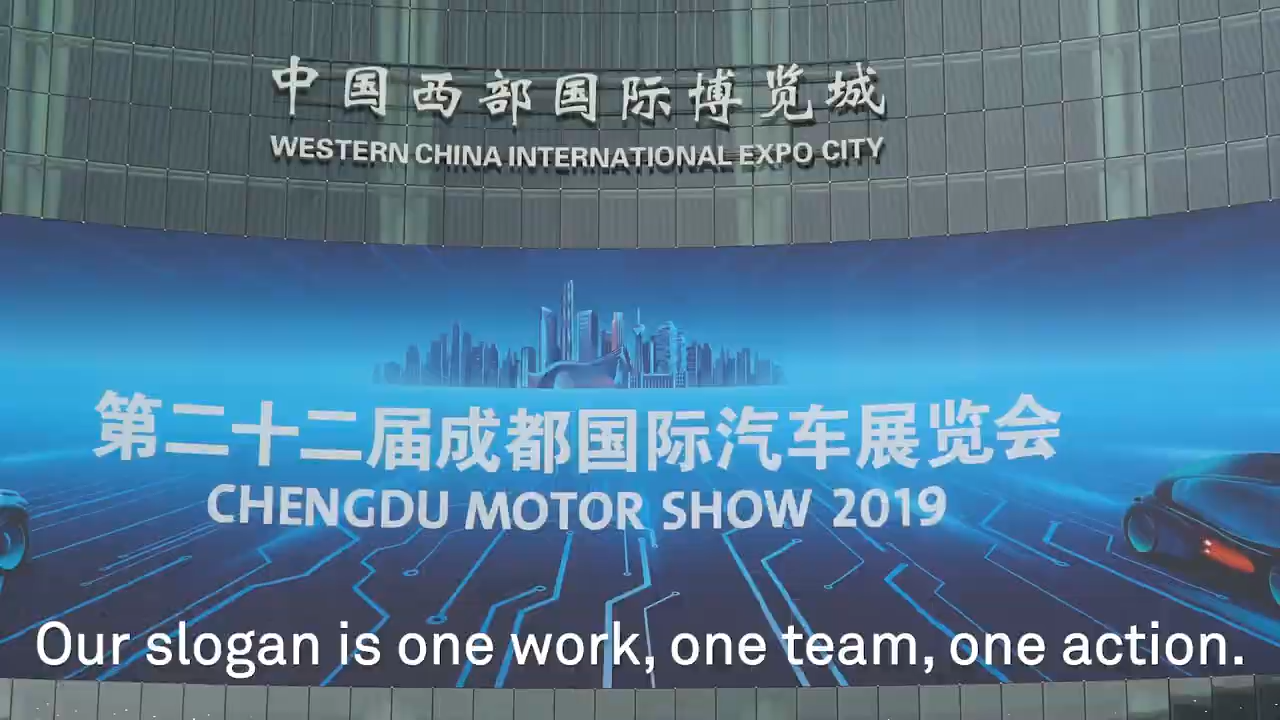 中国西部国际博览城
WESTERN CHINA INTERNATIONAL EXPO CITY
第二十二届成都国际汽车展览会
CHENGDU MOTOR SHOW 2019
Our slogan is one work, one team, one action.